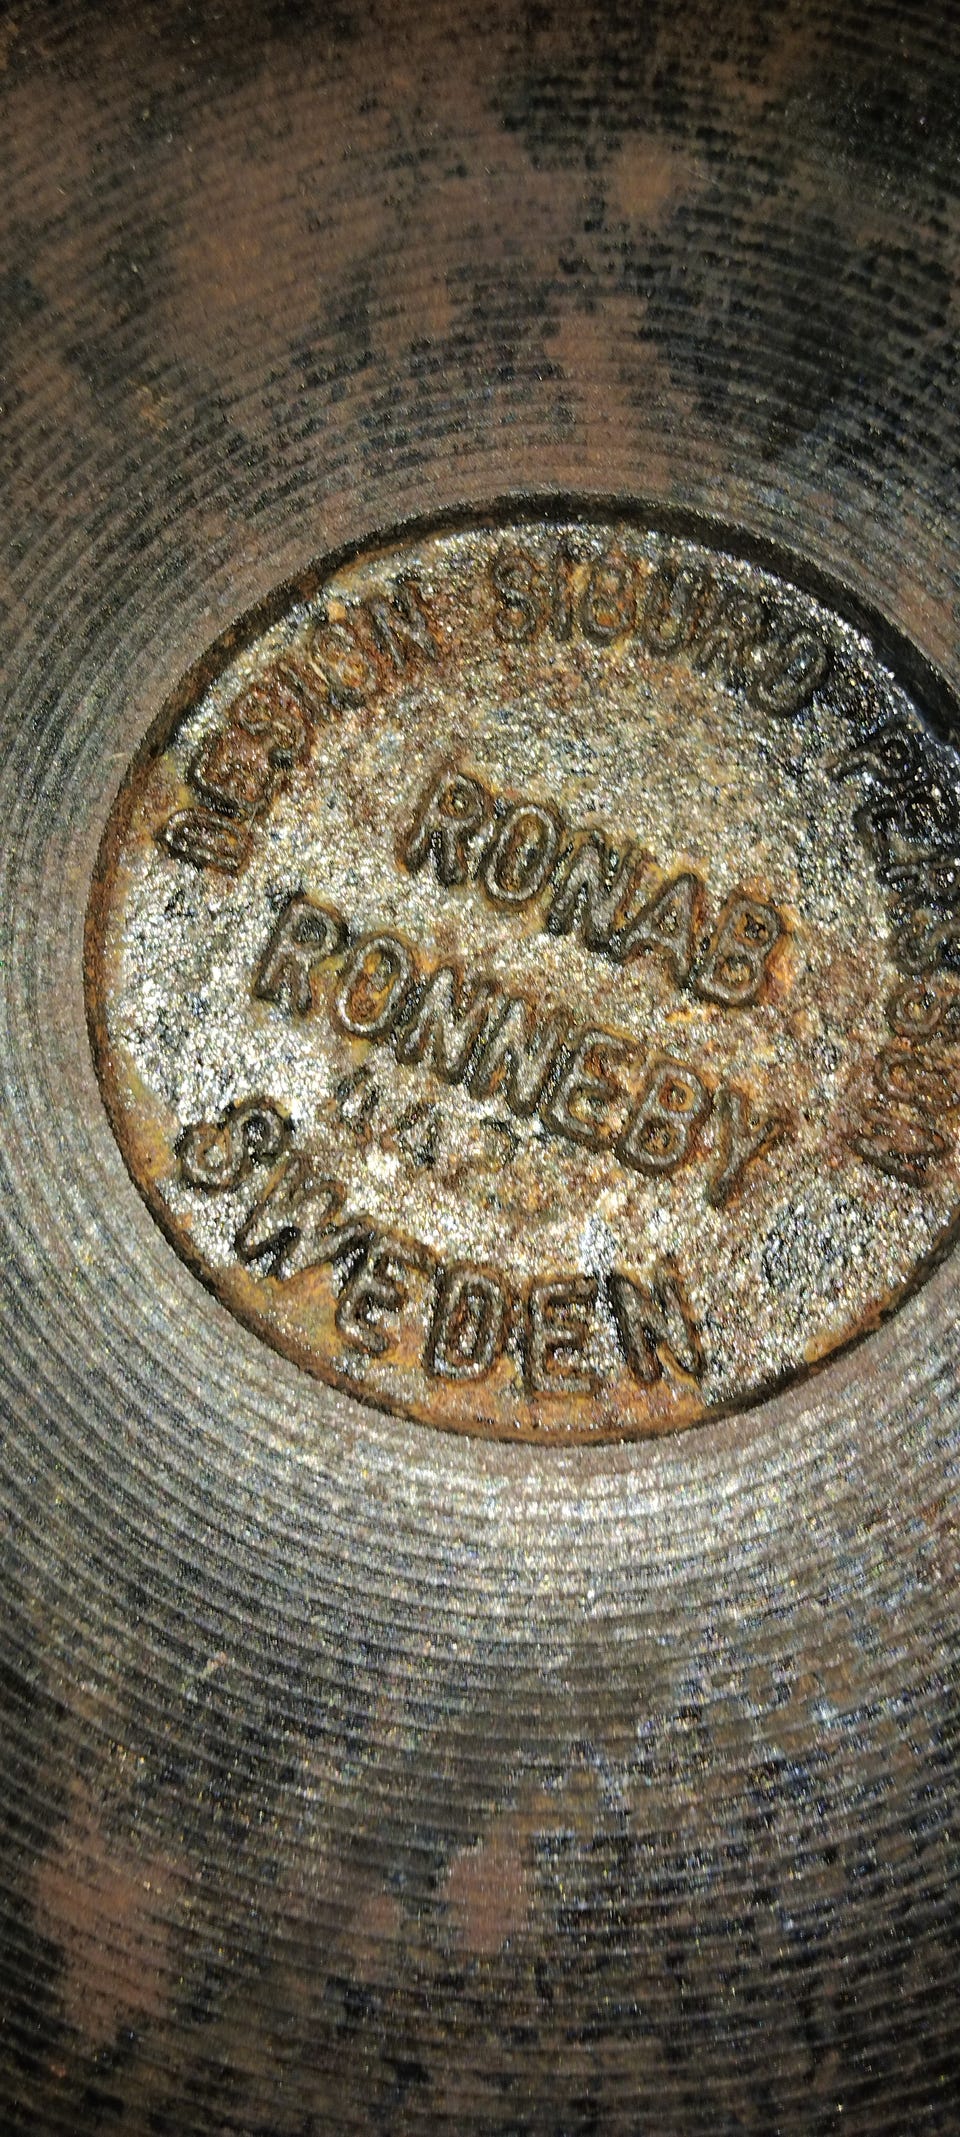 DESIGN SIGURD PERSSON
RONAB
RONNEBY
SWEDEN